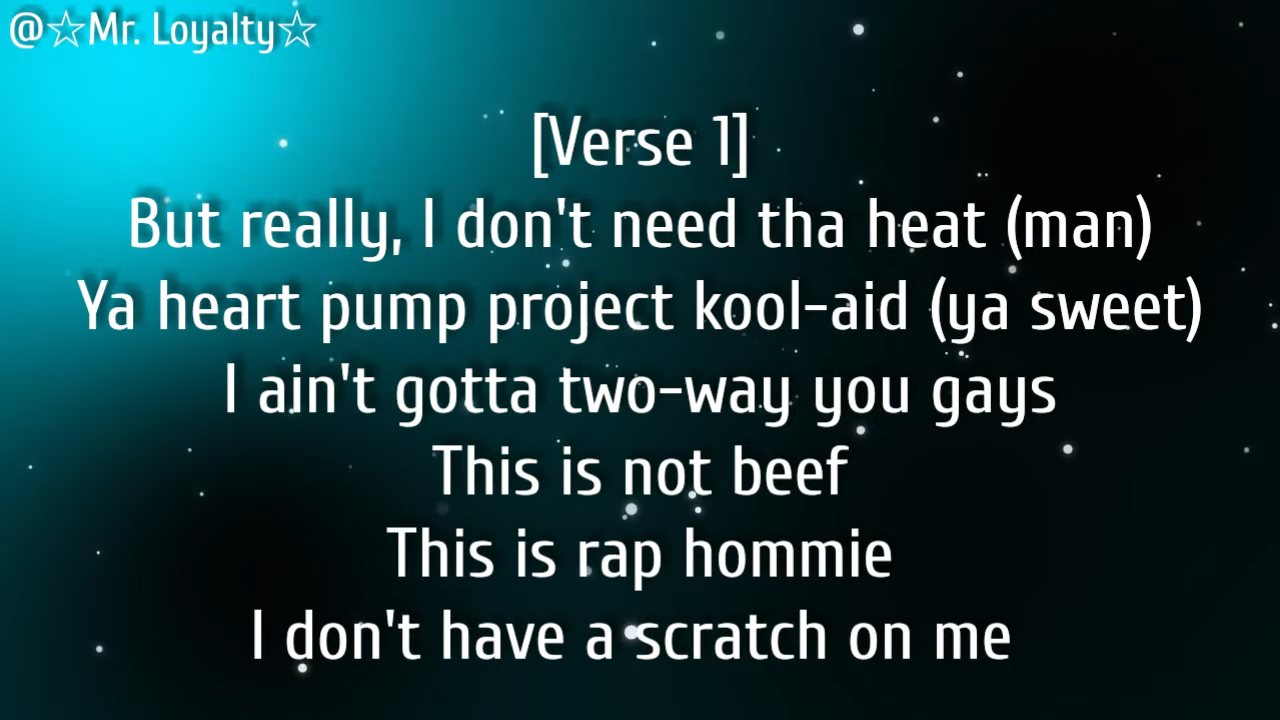 @☆Mr. Loyalty☆
[Verse 1]
But really, I don't need tha heat (man)
Ya heart pump project kool-aid (ya sweet)
I ain't gotta two-way you gays
This is not beef
This is rap hommie
I don't have a scratch on me